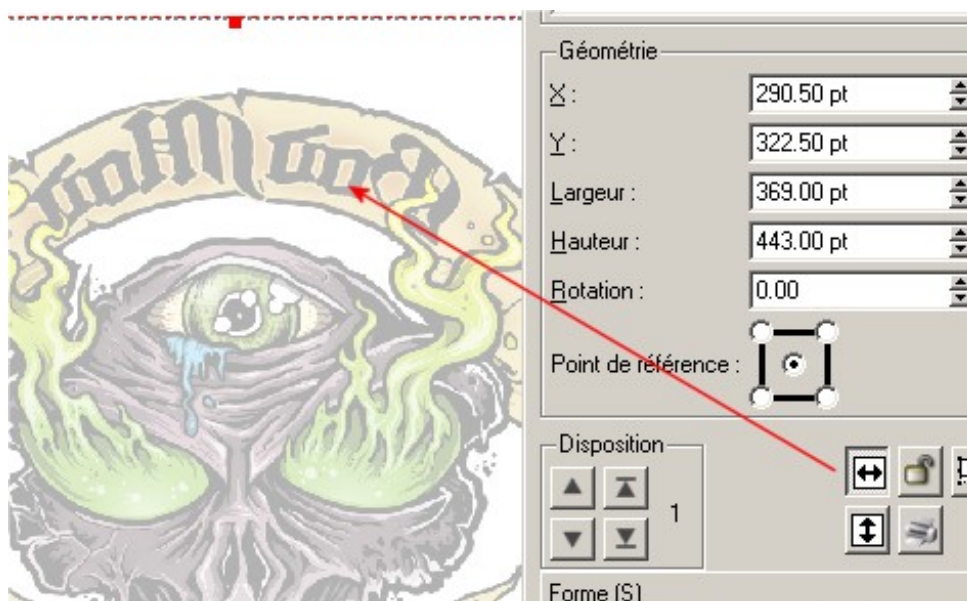 Géométrie
X :
290.50 pt
Y :
322.50 pt
Largeur :
369.00 pt
Hauteur :
443.00 pt
Rotation :
0.00
Point de référence :
Disposition
1
Forme (S)